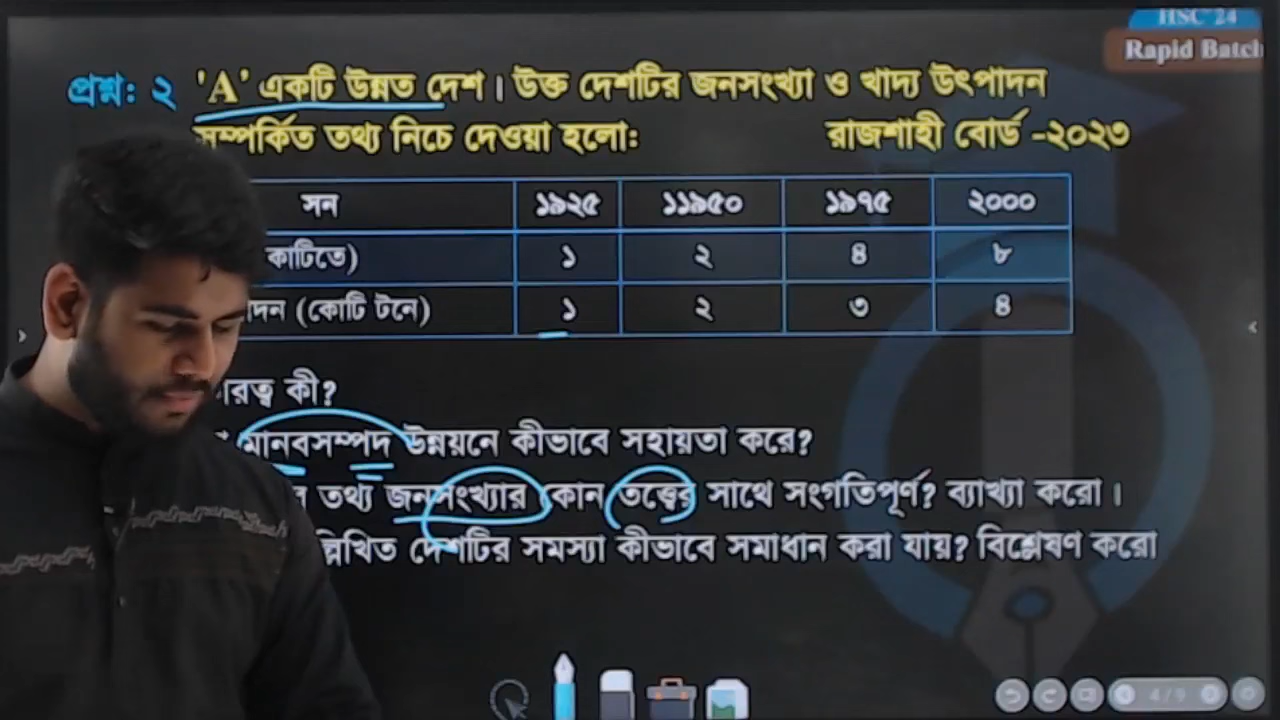 HSC'24
Rapid Batch
প্রশ্ন: ২ 'A' একটি উন্নত দেশ। উক্ত দেশটির জনসংখ্যা ও খাদ্য উৎপাদন
সম্পর্কিত তথ্য নিচে দেওয়া হলো: রাজশাহী বোর্ড -২০২৩
সন ১৯২৫ ১১৯৫০ ১৯৭৫ ২০০০
কাটিতে) ১ ২ ৪ ৮
(কোটি টনে) ১ ২ ৩ ৪
কী?
মানবসম্পদ উন্নয়নে কীভাবে সহায়তা করে?
তথ্য জনসংখ্যার কোন তত্ত্বের সাথে সংগতিপূর্ণ? ব্যাখ্যা করো।
দেশটির সমস্যা কীভাবে সমাধান করা যায়? বিশ্লেষণ করো
4/9